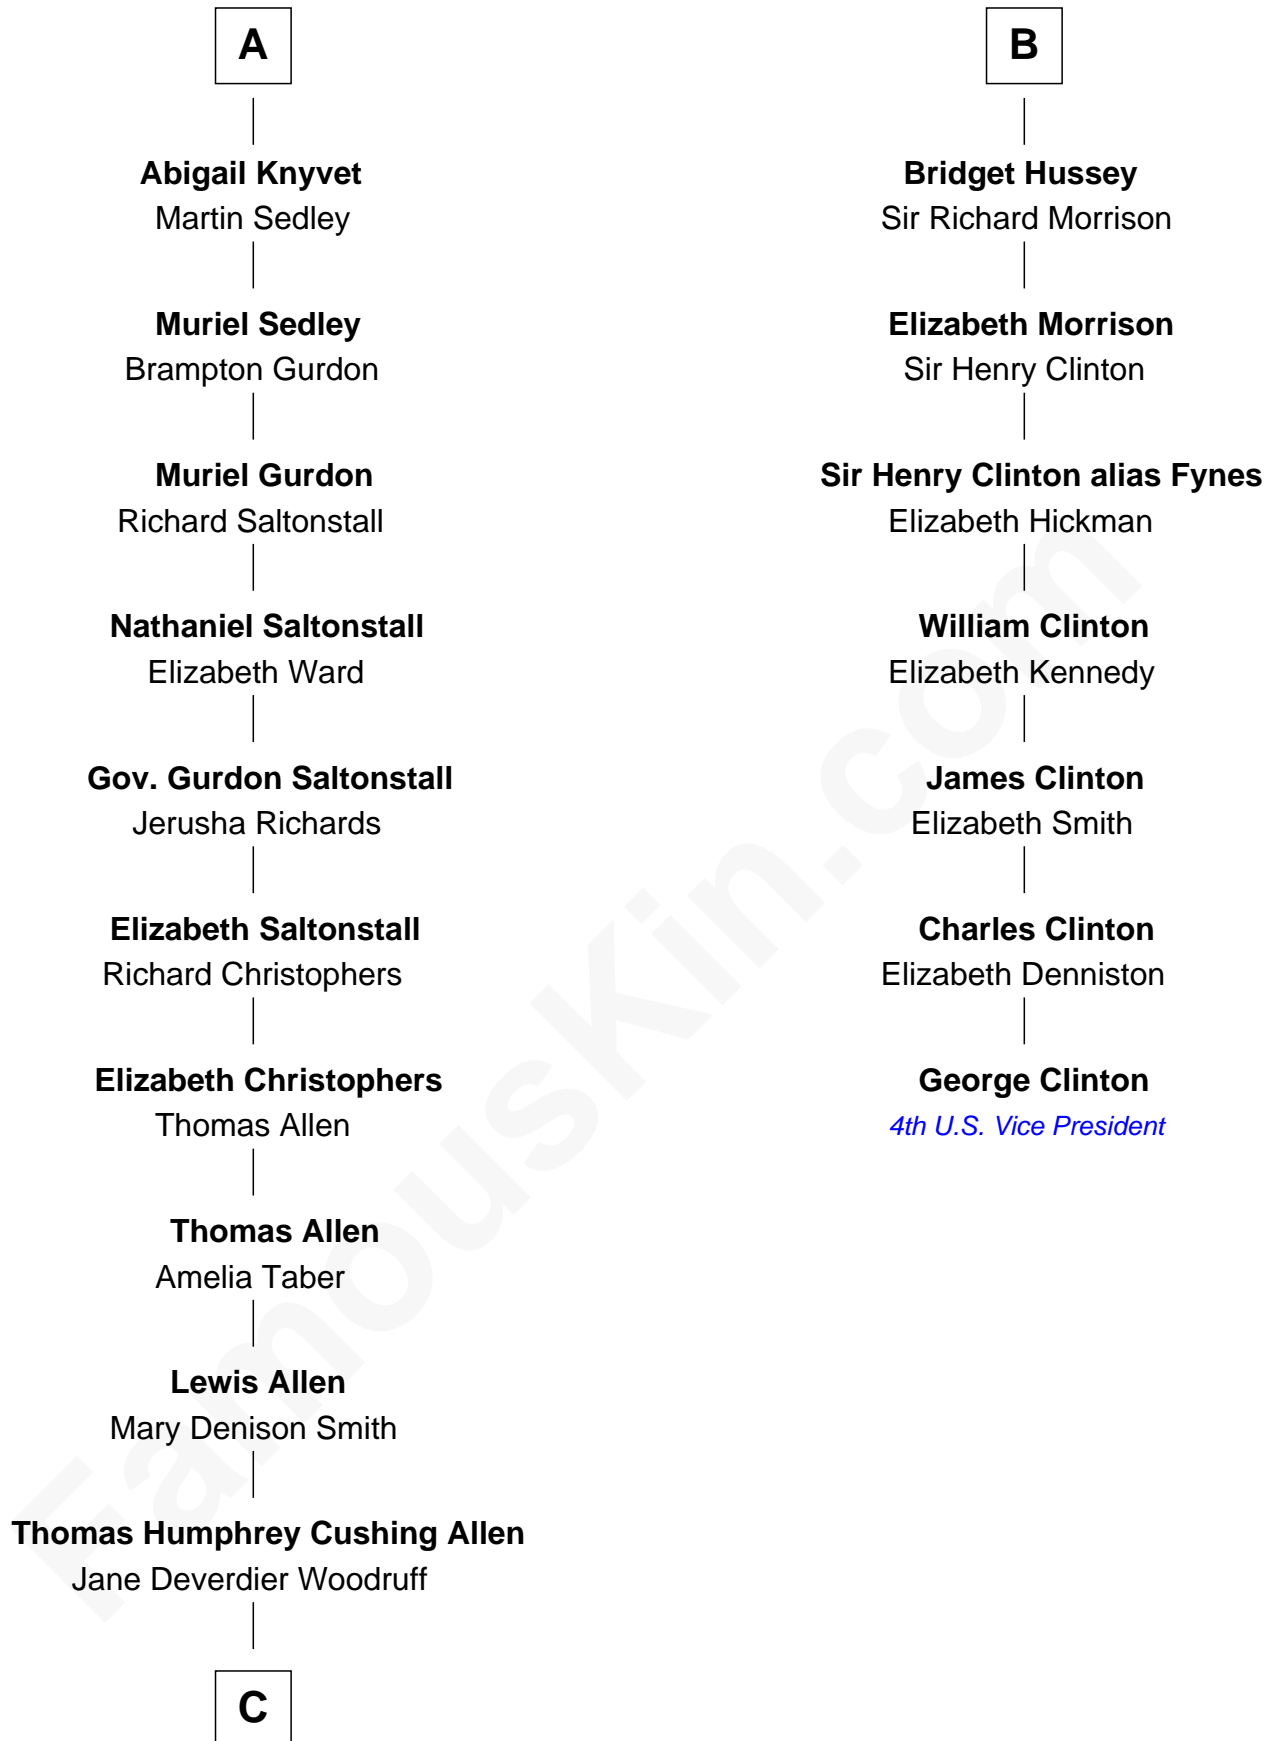 A
Abigail Knyvet
Martin Sedley
Muriel Sedley
Brampton Gurdon
Muriel Gurdon
Richard Saltonstall
Nathaniel Saltonstall
Elizabeth Ward
Gov. Gurdon Saltonstall
Jerusha Richards
Elizabeth Saltonstall
Richard Christophers
Elizabeth Christophers
Thomas Allen
Thomas Allen
Amelia Taber
Lewis Allen
Mary Denison Smith
Thomas Humphrey Cushing Allen
Jane Deverdier Woodruff
C
B
Bridget Hussey
Sir Richard Morrison
Elizabeth Morrison
Sir Henry Clinton
Sir Henry Clinton alias Fynes
Elizabeth Hickman
William Clinton
Elizabeth Kennedy
James Clinton
Elizabeth Smith
Charles Clinton
Elizabeth Denniston
George Clinton
4th U.S. Vice President
FamousKin.com